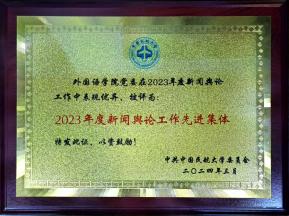 外国语学院党委在2023年度新闻舆论
工作中表现优异，被评为：
2023年度新闻舆论工作先进集体
特发此证，以资鼓励！
中共中国民航大学委员会
二〇二四年三月